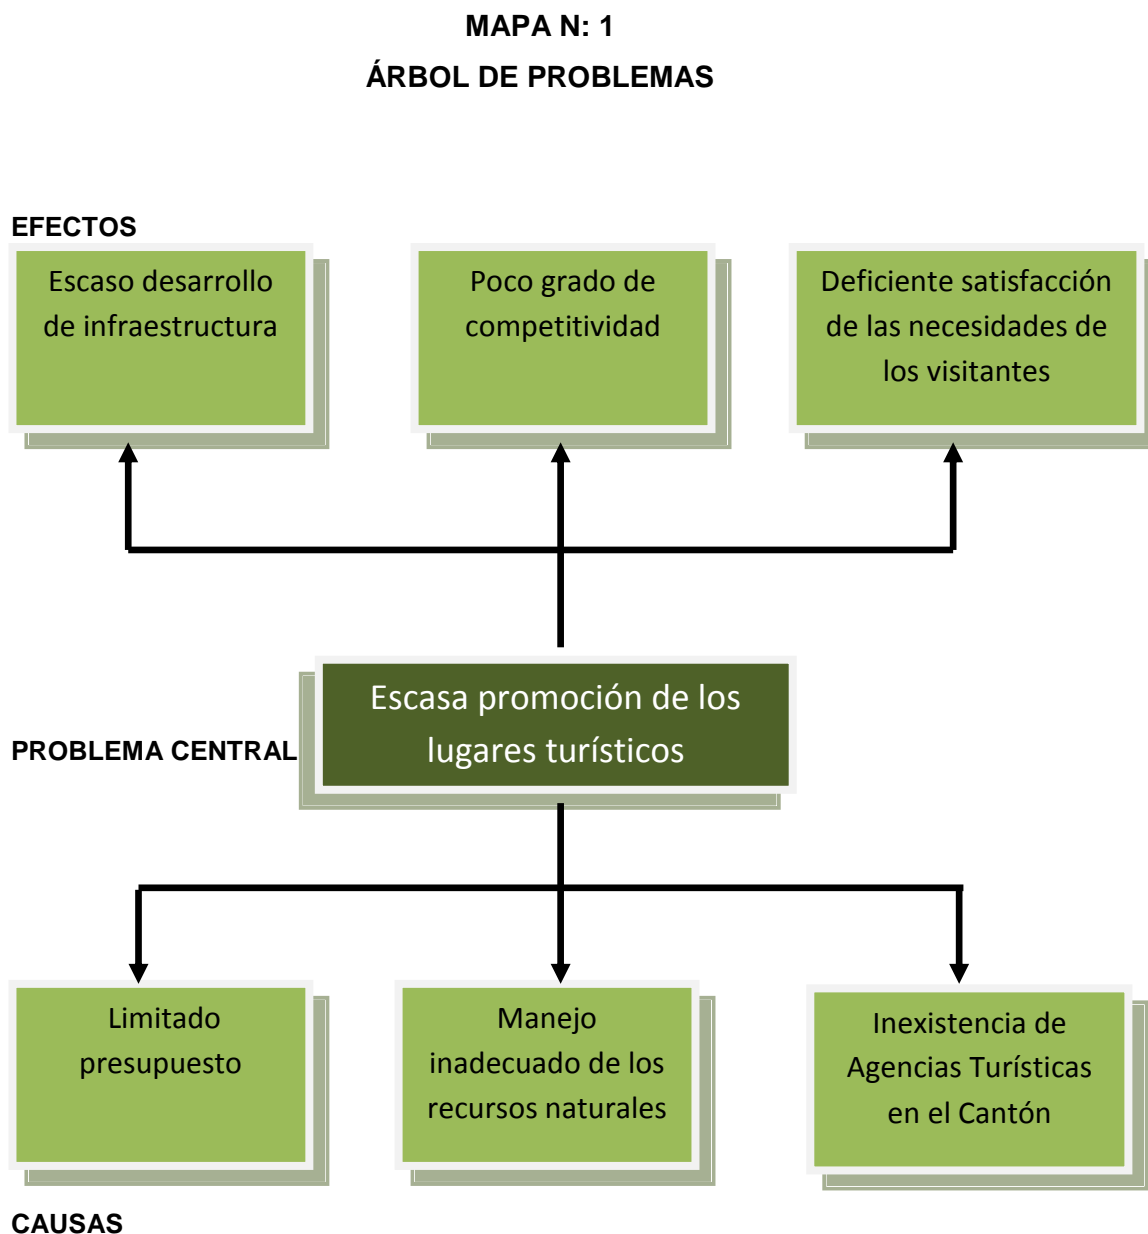 MAPA N: 1
ÁRBOL DE PROBLEMAS
EFECTOS
Escaso desarrollo
de infraestructura
Poco grado de
competitividad
Deficiente satisfacción
de las necesidades de
los visitantes
Escasa promoción de los
lugares turísticos
PROBLEMA CENTRAL
Limitado
presupuesto
Manejo
inadecuado de los
recursos naturales
Inexistencia de
Agencias Turísticas
en el Cantón
CAUSAS